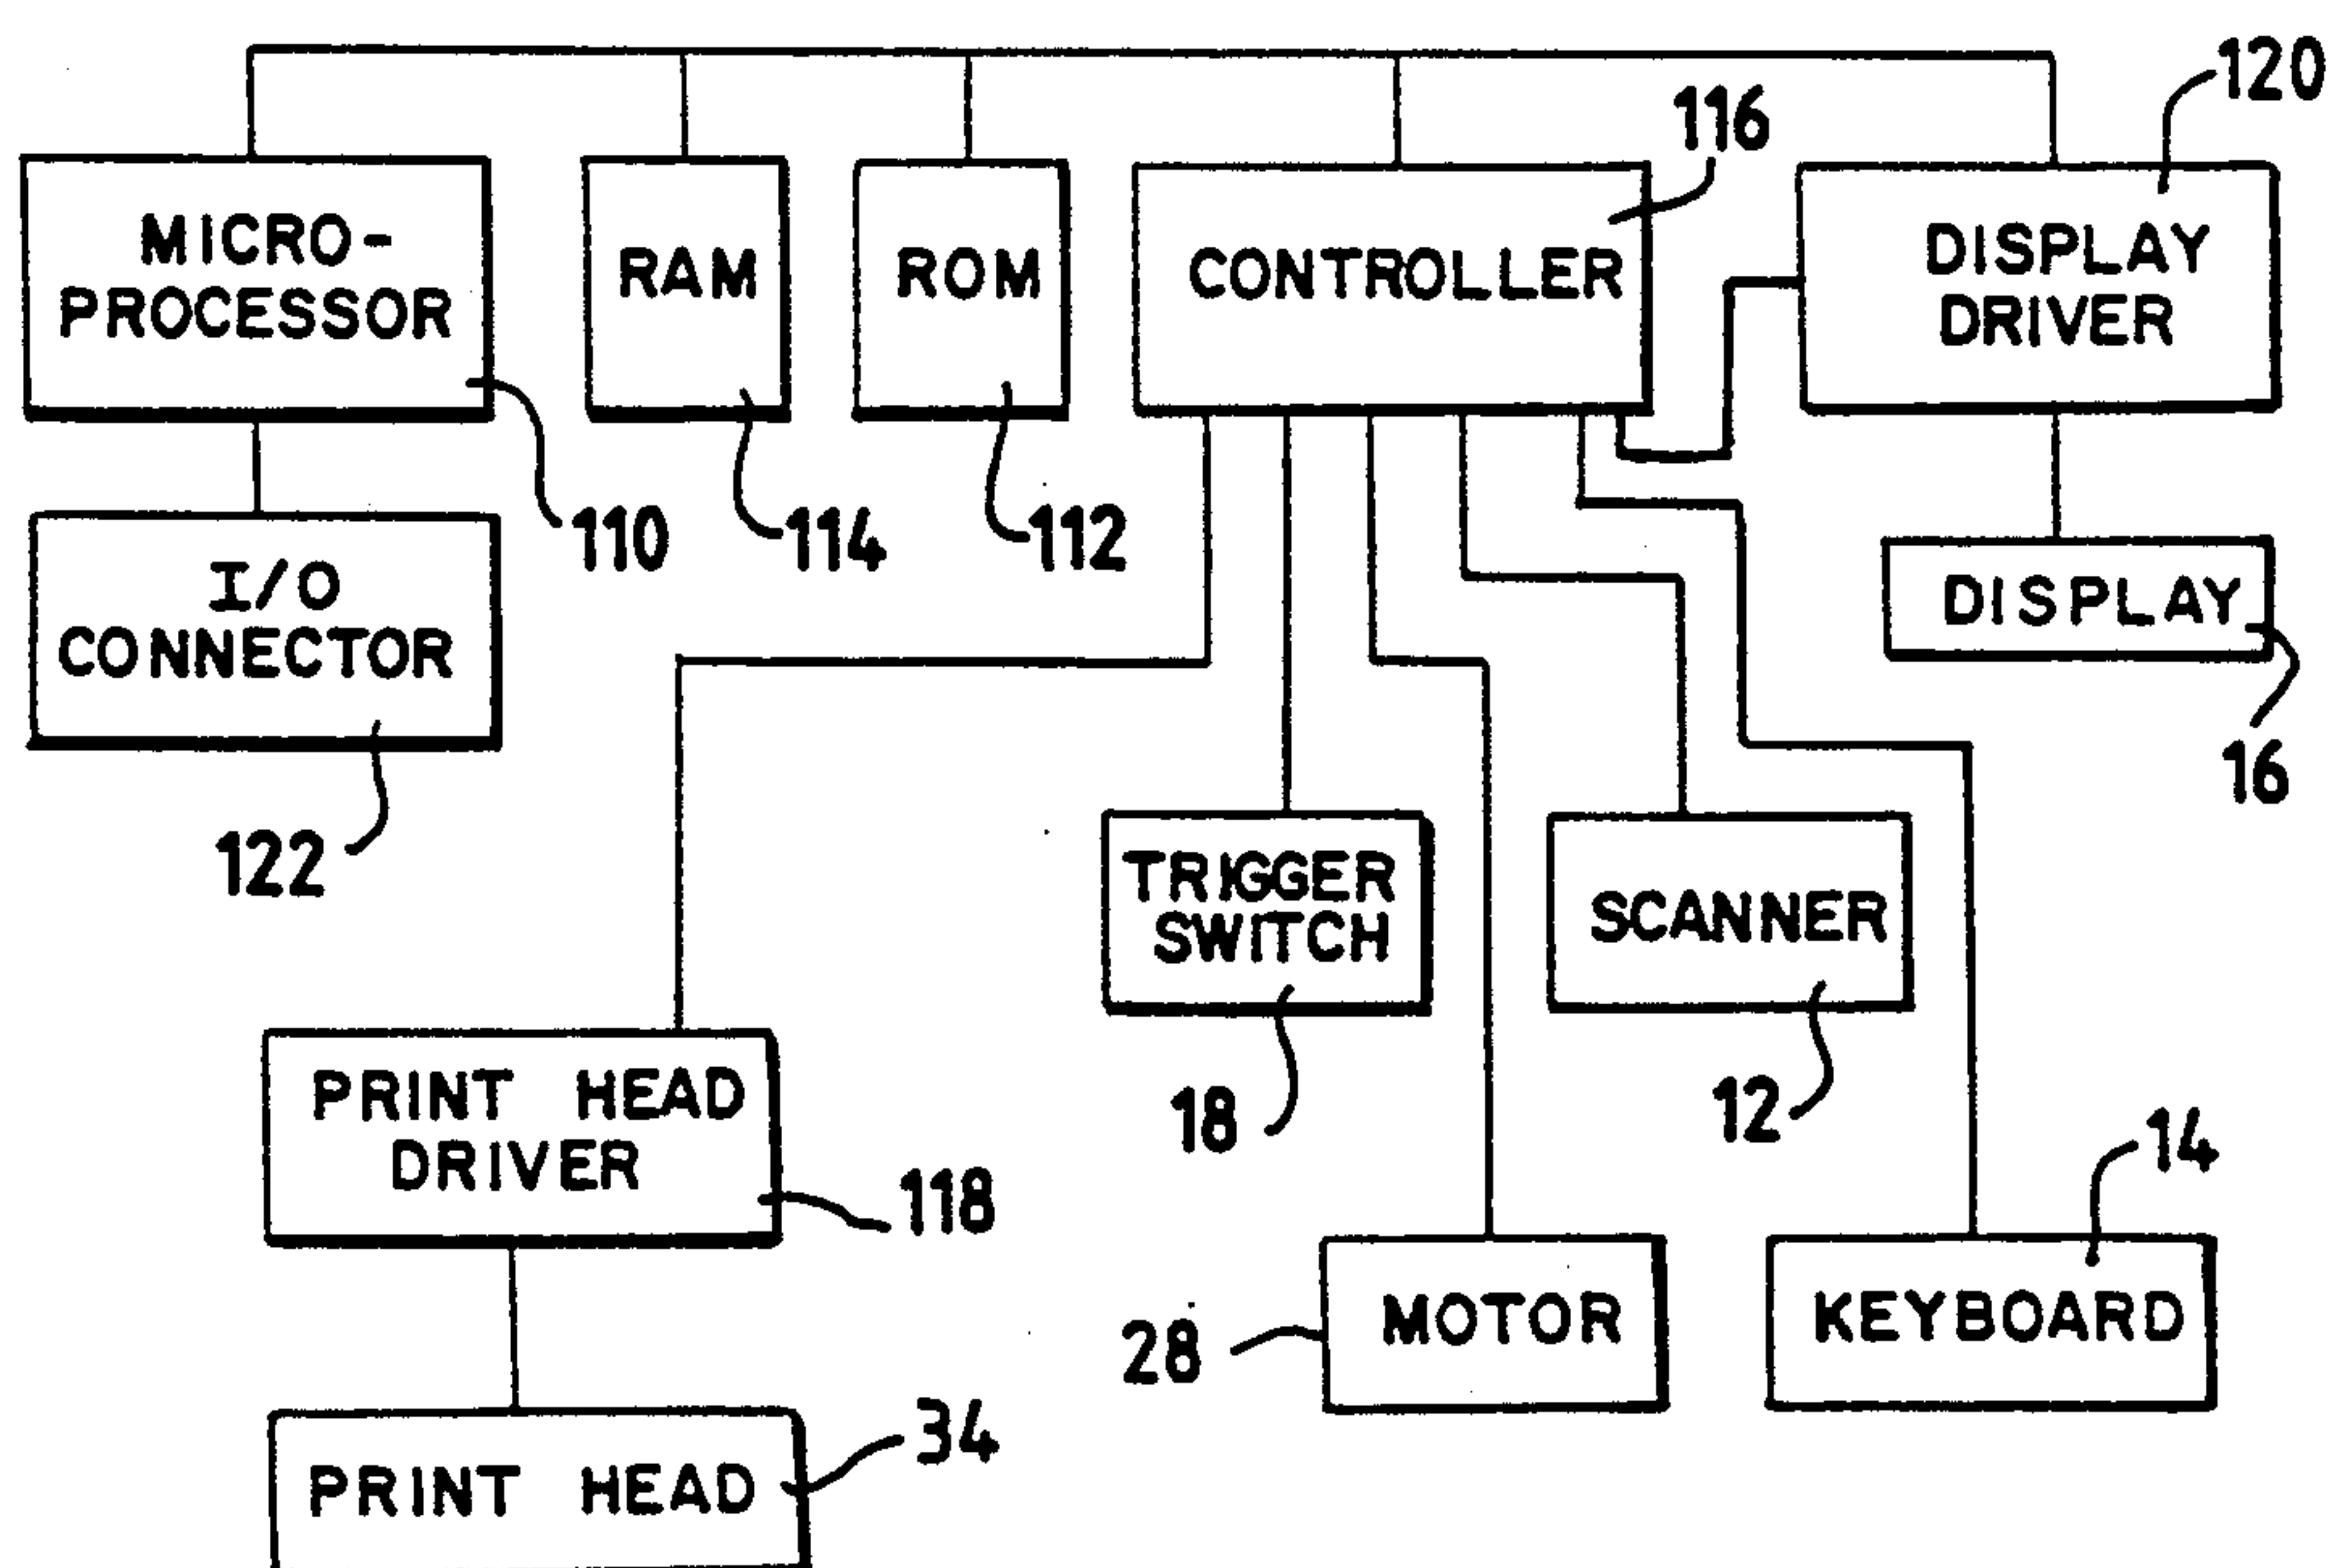 120
116
MICRO-
PROCESSOR
RAM
ROM
CONTROLLER
DISPLAY
DRIVER
110
114
112
I/O
CONNECTOR
DISPLAY
16
122
TRIGGER
SWITCH
SCANNER
18
12
PRINT HEAD
DRIVER
118
14
28
MOTOR
KEYBOARD
34
PRINT HEAD